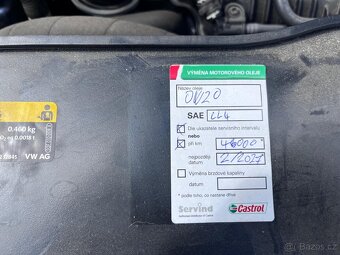 0,460 kg
VW AG
VÝMĚNA MOTOROVÉHO OLEJE
Název oleje
0W20
SAE LL4
Dle ukazatele servisního intervalu
nebo
při km 46000
nejpozději
datum 2/2027
Výměna brzdové kapaliny
datum
* podle toho, co nastane dříve
Servind
Castrol
bazos.cz